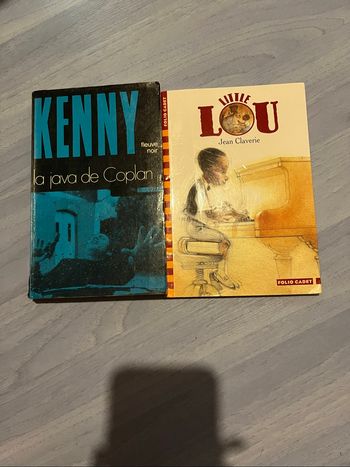 KENNY
fleuve
noir
la java de Coplan
FOLIO CADET
LITTLE
LOU
Jean Claverie
FOLIO CADET